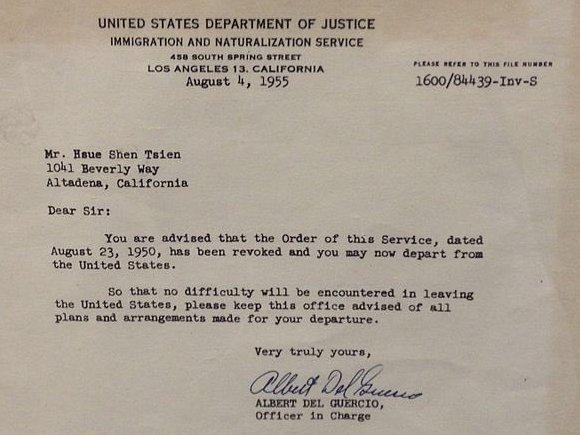 UNITED STATES DEPARTMENT OF JUSTICE
IMMIGRATION AND NATURALIZATION SERVICE
458 SOUTH SPRING STREET
LOS ANGELES 13, CALIFORNIA
August 4, 1955
PLEASE REFER TO THIS FILE NUMBER
1600/84439-Inv-S
Mr. Hsue Shen Tsien
1041 Beverly Way
Altadena, California
Dear Sir:
You are advised that the Order of this Service, dated
August 23, 1950, has been revoked and you may now depart from
the United States.
So that no difficulty will be encountered in leaving
the United States, please keep this office advised of all
plans and arrangements made for your departure.
Very truly yours,
Albert Del Guercio
ALBERT DEL GUERCIO,
Officer in Charge